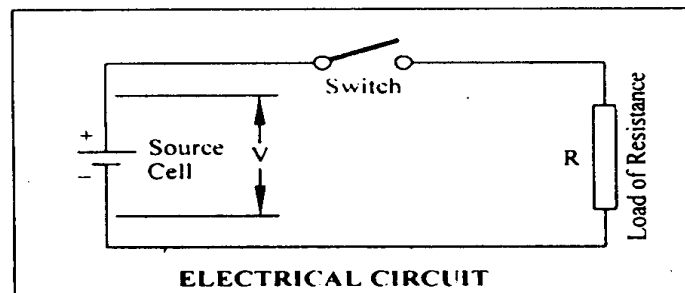 Switch
+
Source
Cell
–
V
R
Load of Resistance
ELECTRICAL CIRCUIT